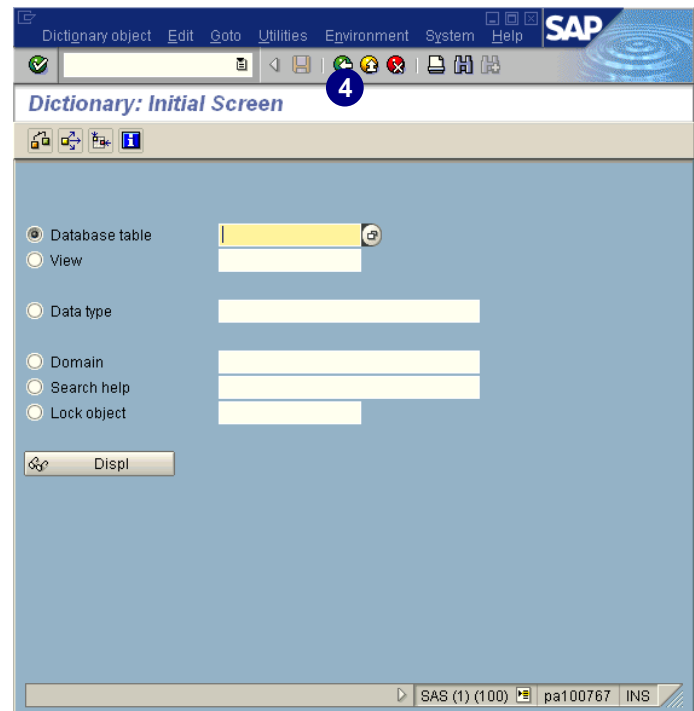 Dictionary object Edit Goto Utilities Environment System Help SAP
4
Dictionary: Initial Screen
Database table
View
Data type
Domain
Search help
Lock object
Displ
SAS (1) (100) pa100767 INS